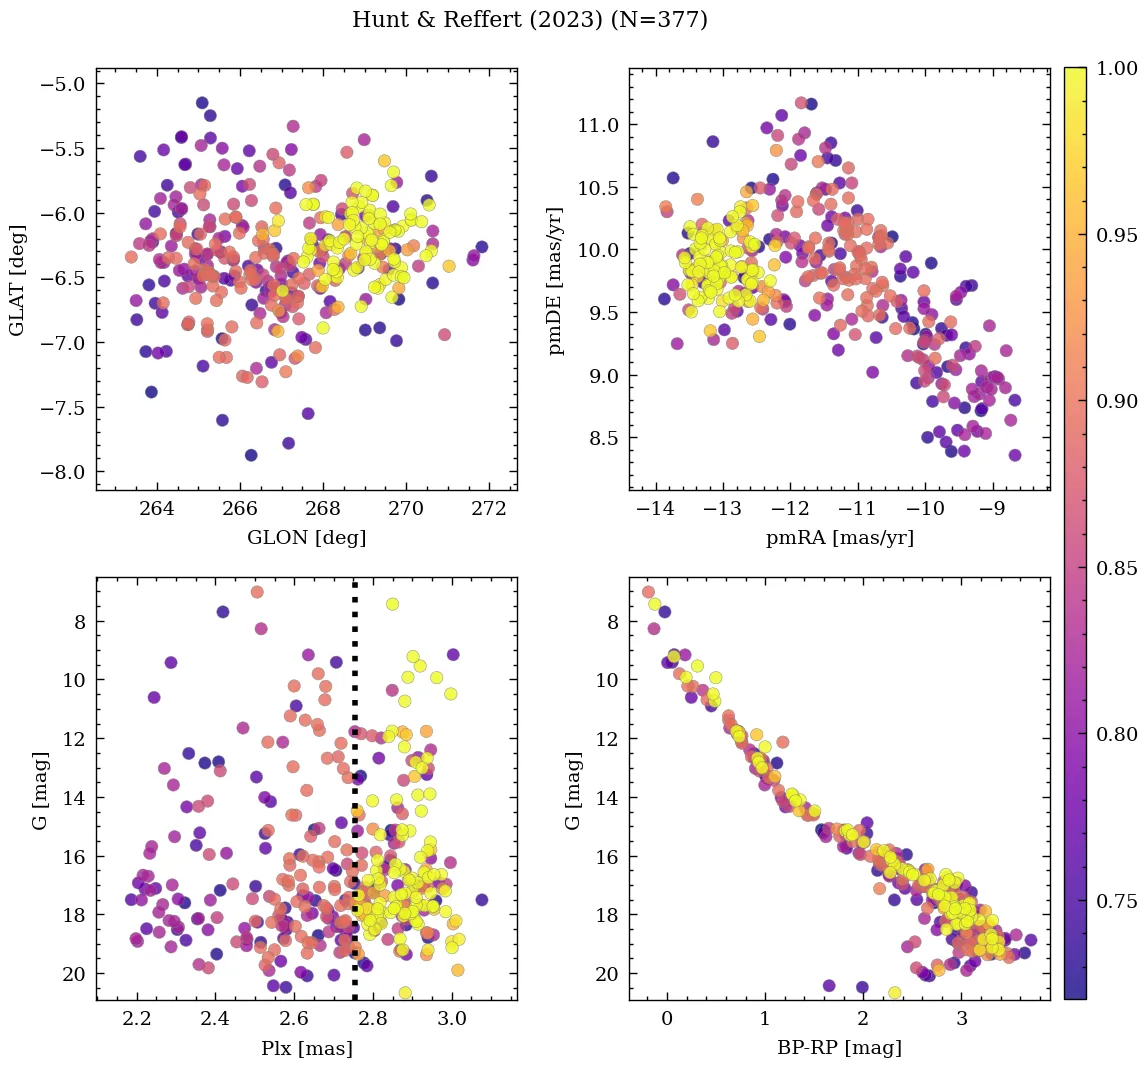 Hunt & Reffert (2023) (N=377)
−5.0
−5.5
−6.0
−6.5
−7.0
−7.5
−8.0
GLAT [deg]
264 266 268 270 272
GLON [deg]
11.0
10.5
10.0
9.5
9.0
8.5
pmDE [mas/yr]
−14 −13 −12 −11 −10 −9
pmRA [mas/yr]
8
10
12
14
16
18
20
G [mag]
2.2 2.4 2.6 2.8 3.0
Plx [mas]
8
10
12
14
16
18
20
G [mag]
0 1 2 3
BP-RP [mag]
1.00
0.95
0.90
0.85
0.80
0.75